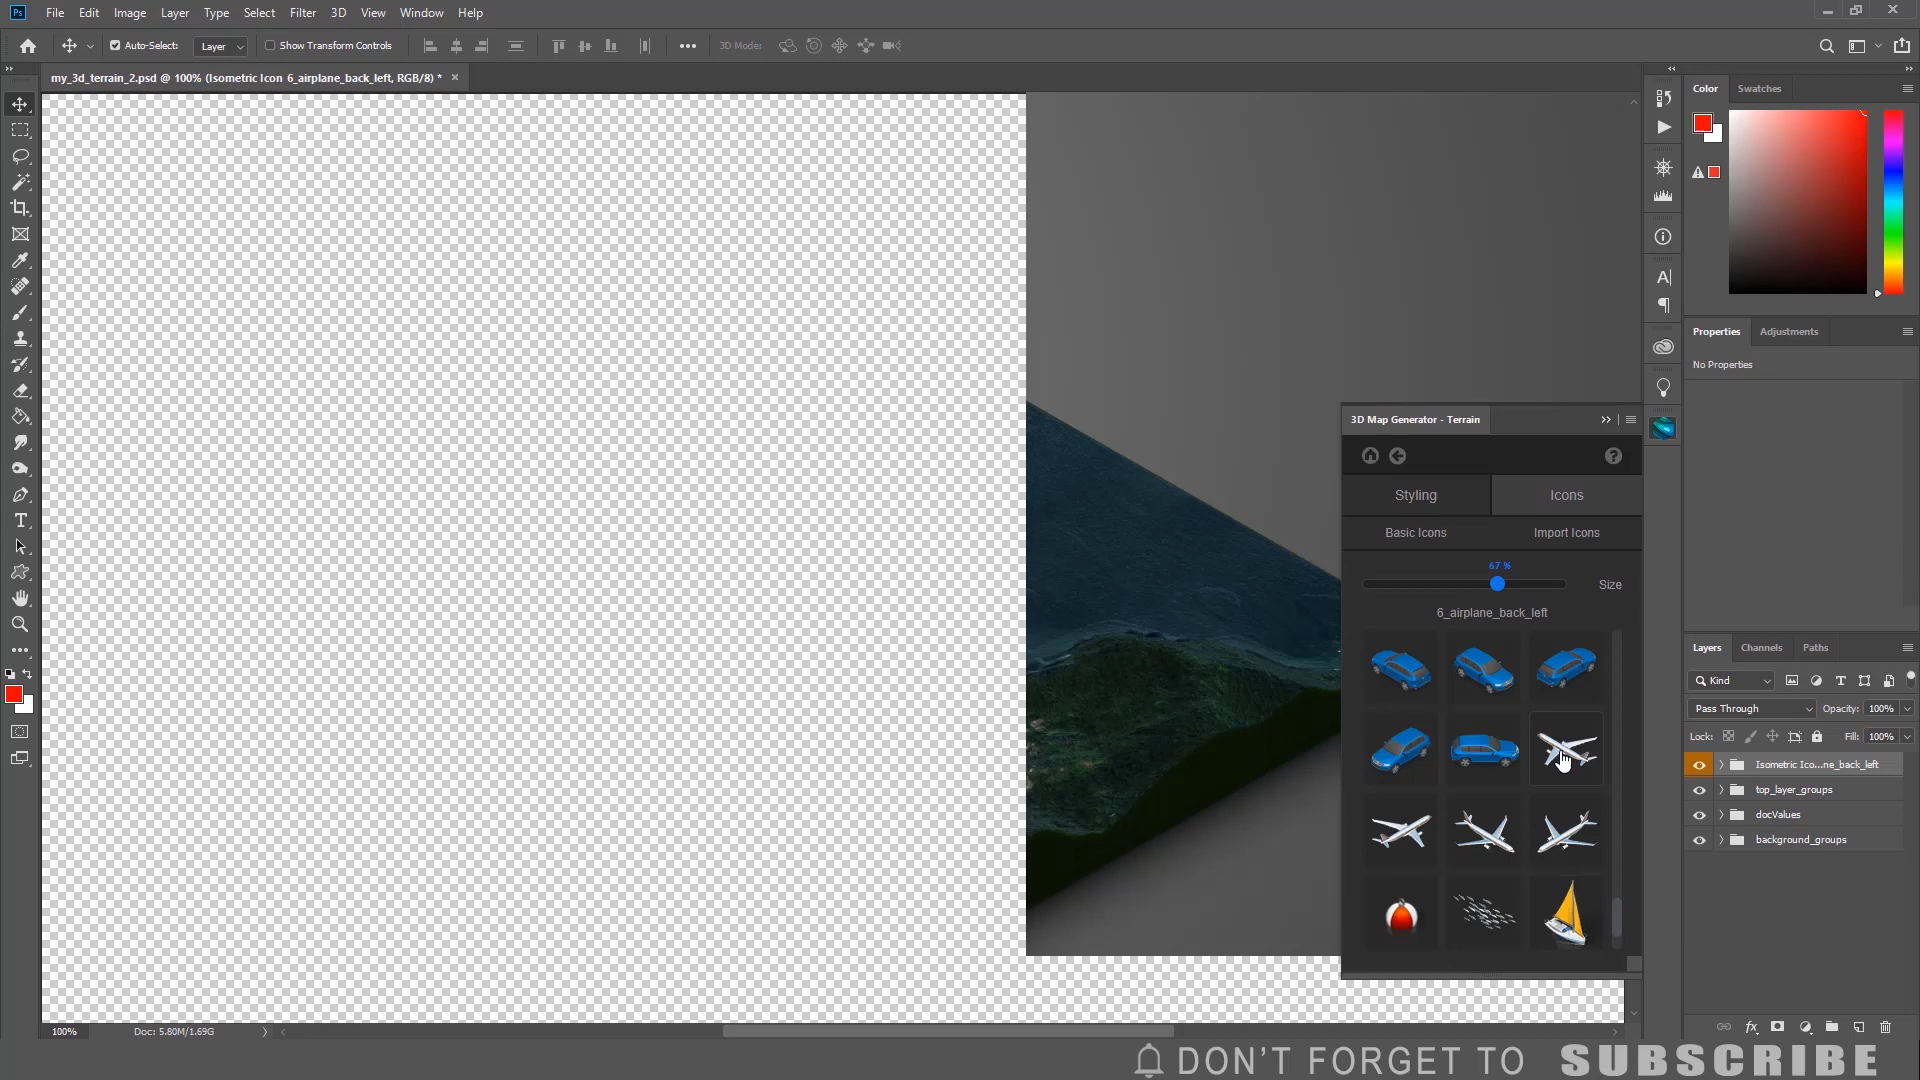 Ps File Edit Image Layer Type Select Filter 3D View Window Help
Auto-Select: Layer Show Transform Controls 3D Mode:
my_3d_terrain_2.psd @ 100% (Isometric Icon 6_airplane_back_left, RGB/8) *
Color Swatches
Properties Adjustments
No Properties
3D Map Generator - Terrain
Styling Icons
Basic Icons Import Icons
67 %
Size
6_airplane_back_left
Layers Channels Paths
Kind
Pass Through Opacity: 100%
Lock: Fill: 100%
Isometric Ico...ne_back_left
top_layer_groups
docValues
background_groups
100% Doc: 5.80M/1.69G
DON'T FORGET TO SUBSCRIBE